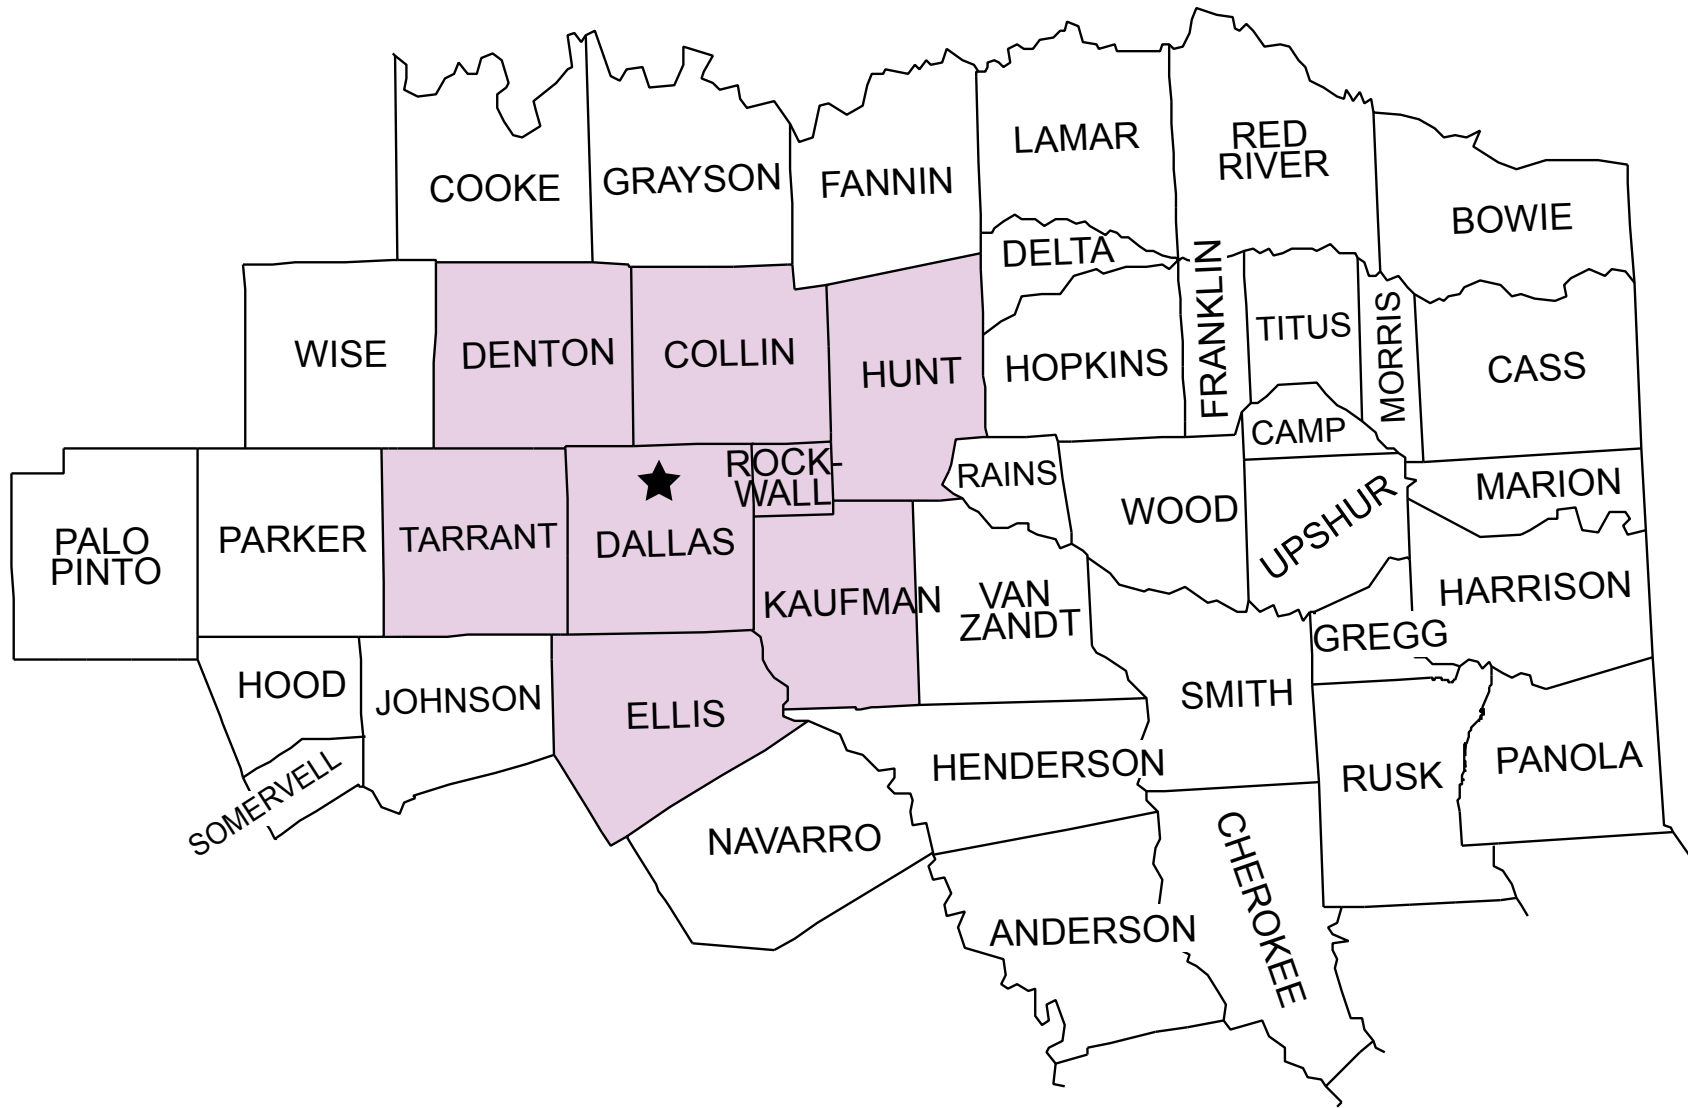 LAMAR
RED
RIVER
COOKE
GRAYSON
FANNIN
BOWIE
DELTA
WISE
DENTON
COLLIN
HUNT
HOPKINS
FRANKLIN
TITUS
MORRIS
CASS
CAMP
ROCK-
WALL
RAINS
WOOD
UPSHUR
MARION
PALO
PINTO
PARKER
TARRANT
DALLAS
KAUFMAN
VAN
ZANDT
HARRISON
GREGG
HOOD
JOHNSON
ELLIS
SMITH
HENDERSON
RUSK
PANOLA
SOMERVELL
NAVARRO
CHEROKEE
ANDERSON